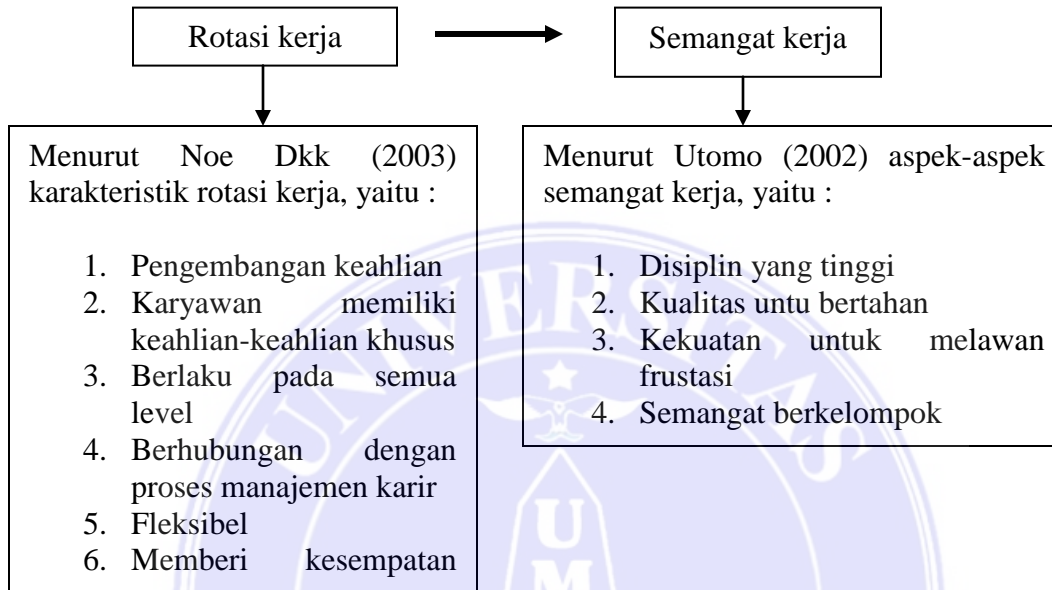 Rotasi kerja
Semangat kerja
Menurut Noe Dkk (2003)
karakteristik rotasi kerja, yaitu :
1. Pengembangan keahlian
2. Karyawan memiliki
keahlian-keahlian khusus
3. Berlaku pada semua
level
4. Berhubungan dengan
proses manajemen karir
5. Fleksibel
6. Memberi kesempatan
Menurut Utomo (2002) aspek-aspek
semangat kerja, yaitu :
1. Disiplin yang tinggi
2. Kualitas untu bertahan
3. Kekuatan untuk melawan
frustasi
4. Semangat berkelompok
UNIVERSITAS
U
M